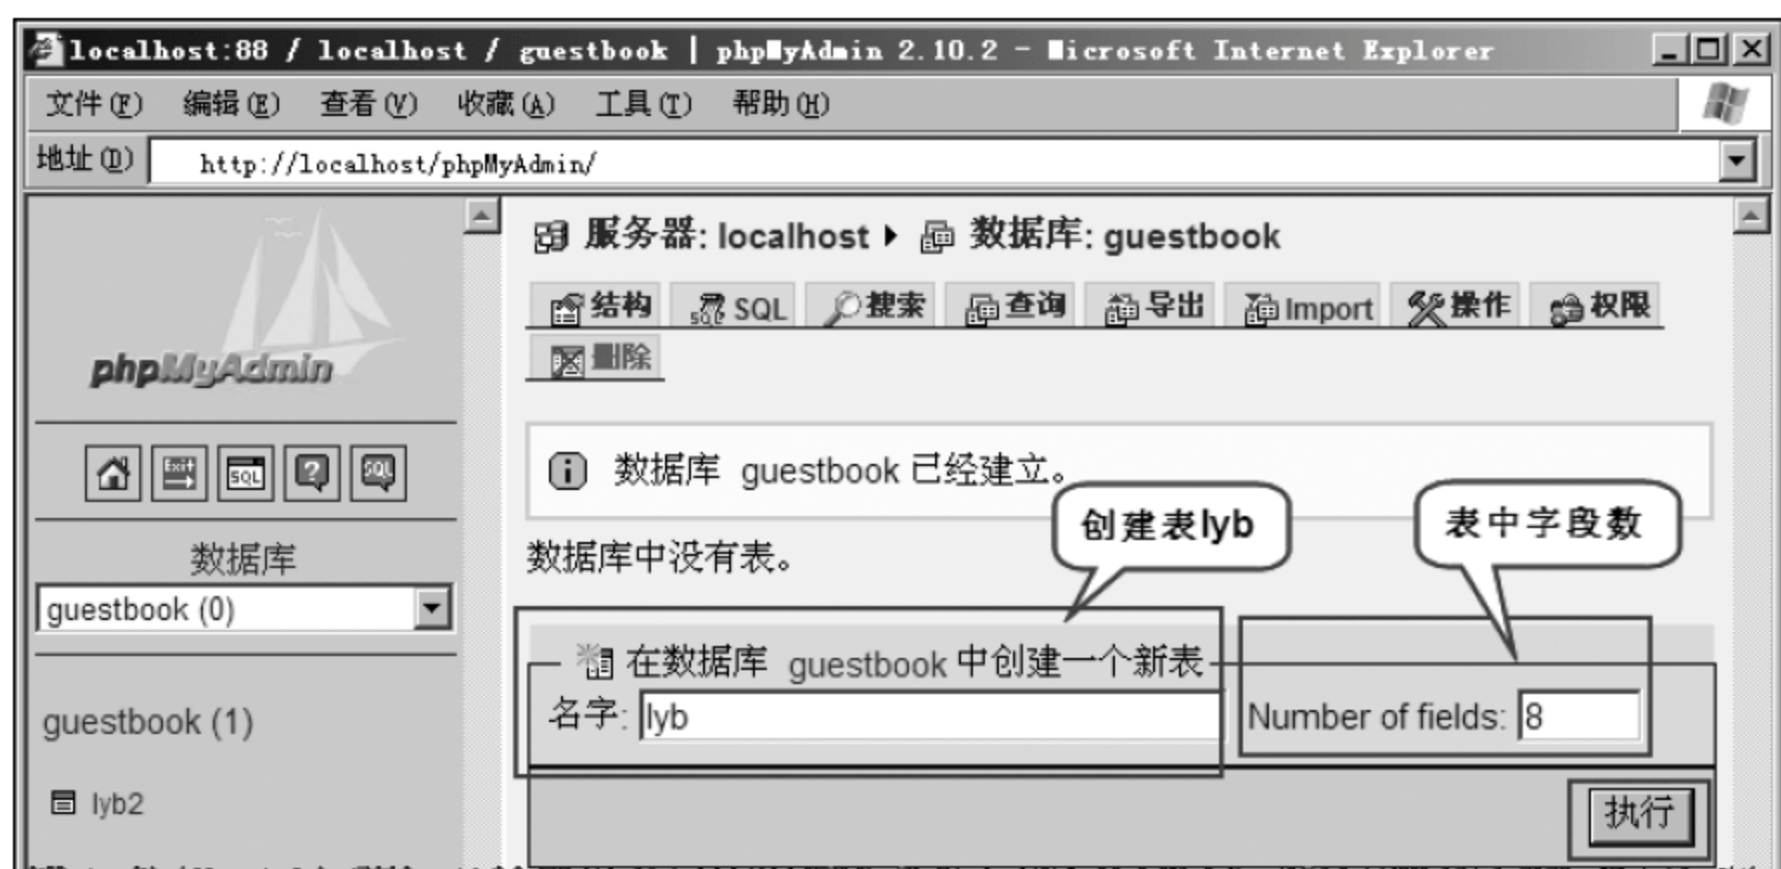 localhost:88 / localhost / guestbook | phpMyAdmin 2.10.2 - Microsoft Internet Explorer
文件(F) 编辑(E) 查看(V) 收藏(A) 工具(T) 帮助(H)
地址(D) http://localhost/phpMyAdmin/
phpMyAdmin
Exit SQL ? SQL
数据库
guestbook (0)
guestbook (1)
lyb2
服务器: localhost ▸ 数据库: guestbook
结构 SQL 搜索 查询 导出 Import 操作 权限
删除
数据库 guestbook 已经建立。
创建表lyb
表中字段数
数据库中没有表。
在数据库 guestbook 中创建一个新表
名字: lyb Number of fields: 8
执行